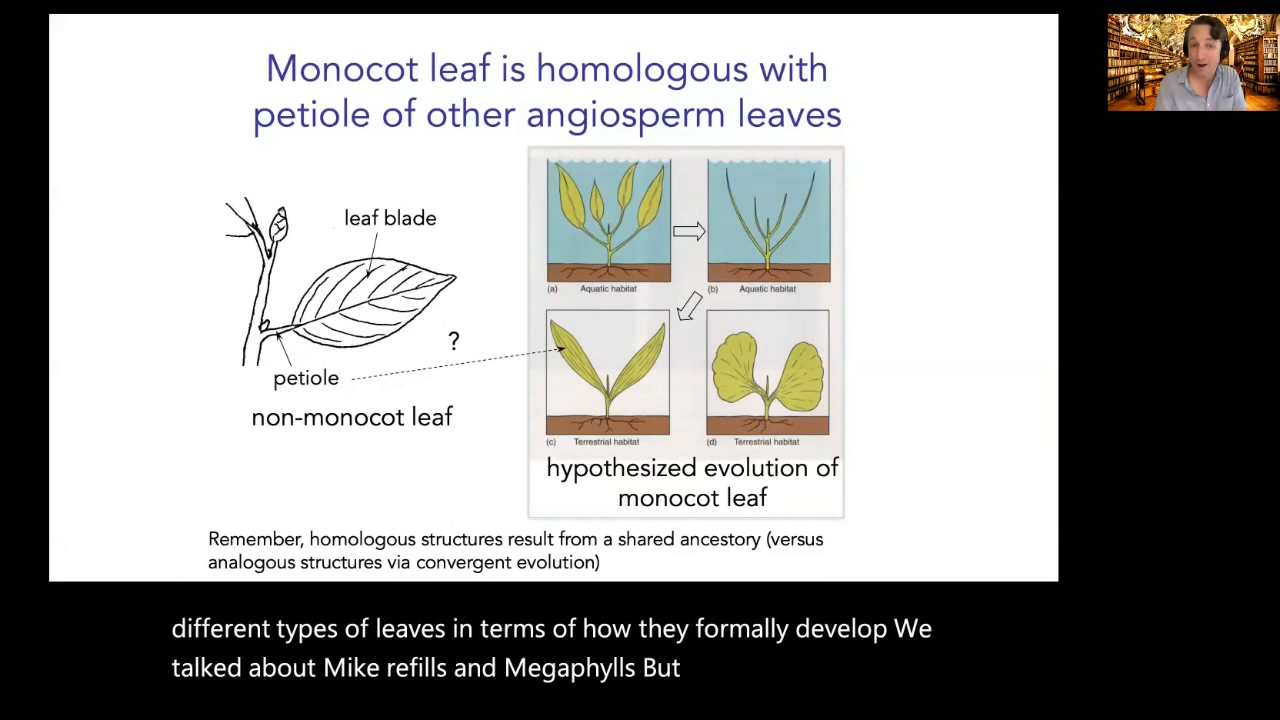 Monocot leaf is homologous with
petiole of other angiosperm leaves
leaf blade
?
petiole
non-monocot leaf
(a) Aquatic habitat
(b) Aquatic habitat
(c) Terrestrial habitat
(d) Terrestrial habitat
hypothesized evolution of
monocot leaf
Remember, homologous structures result from a shared ancestory (versus
analogous structures via convergent evolution)
different types of leaves in terms of how they formally develop We
talked about Mike refills and Megaphylls But